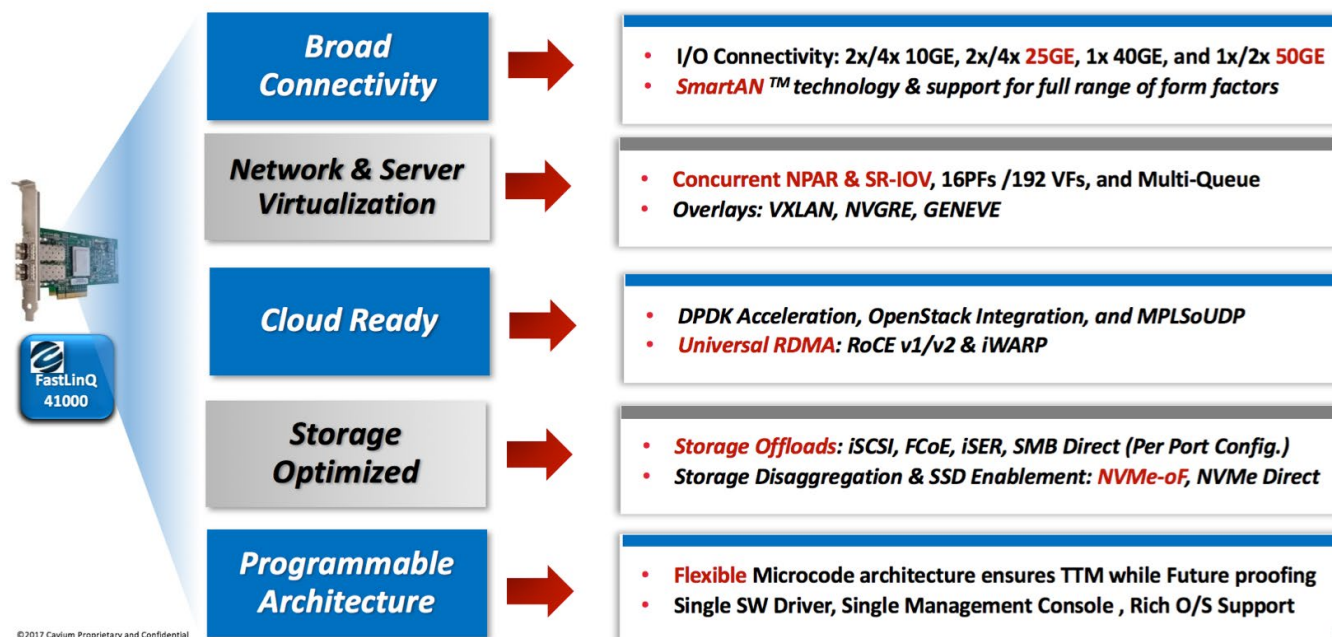 Broad
Connectivity
I/O Connectivity: 2x/4x 10GE, 2x/4x 25GE, 1x 40GE, and 1x/2x 50GE
SmartAN ™ technology & support for full range of form factors
Network & Server
Virtualization
Concurrent NPAR & SR-IOV, 16PFs /192 VFs, and Multi-Queue
Overlays: VXLAN, NVGRE, GENEVE
FastLinQ
41000
Cloud Ready
DPDK Acceleration, OpenStack Integration, and MPLSoUDP
Universal RDMA: RoCE v1/v2 & iWARP
Storage
Optimized
Storage Offloads: iSCSI, FCoE, iSER, SMB Direct (Per Port Config.)
Storage Disaggregation & SSD Enablement: NVMe-oF, NVMe Direct
Programmable
Architecture
Flexible Microcode architecture ensures TTM while Future proofing
Single SW Driver, Single Management Console , Rich O/S Support
©2017 Cavium Proprietary and Confidential